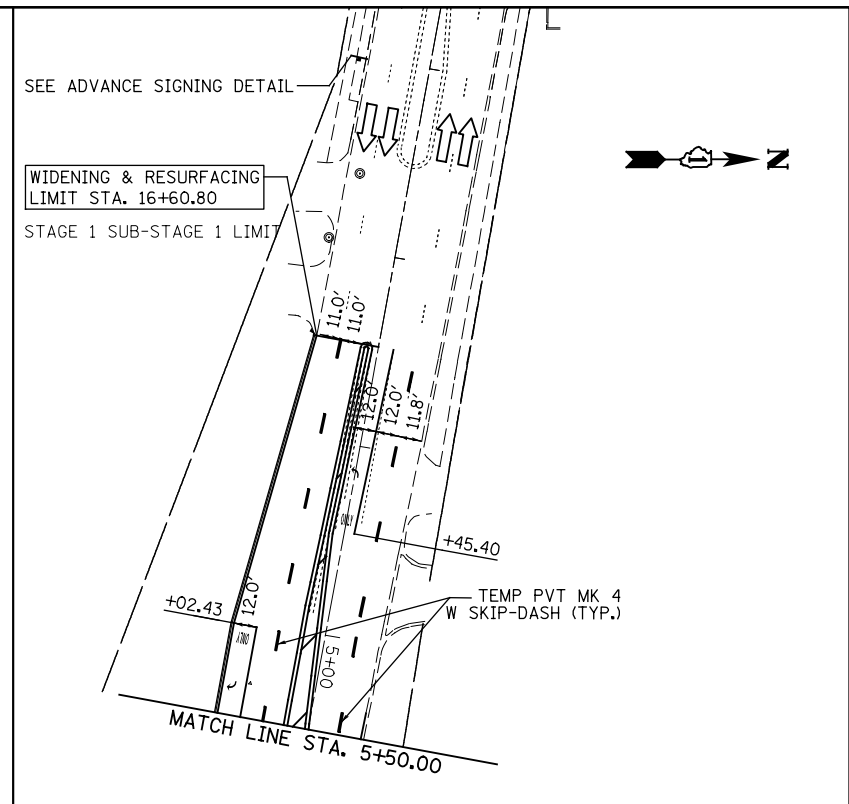 SEE ADVANCE SIGNING DETAIL
WIDENING & RESURFACING
LIMIT STA. 16+60.80
STAGE 1 SUB-STAGE 1 LIMIT
N
11.0'
11.0'
12.0'
12.0'
11.8'
ONLY
+45.40
+02.43
12.0'
ONLY
TEMP PVT MK 4
W SKIP-DASH (TYP.)
5+00
MATCH LINE STA. 5+50.00